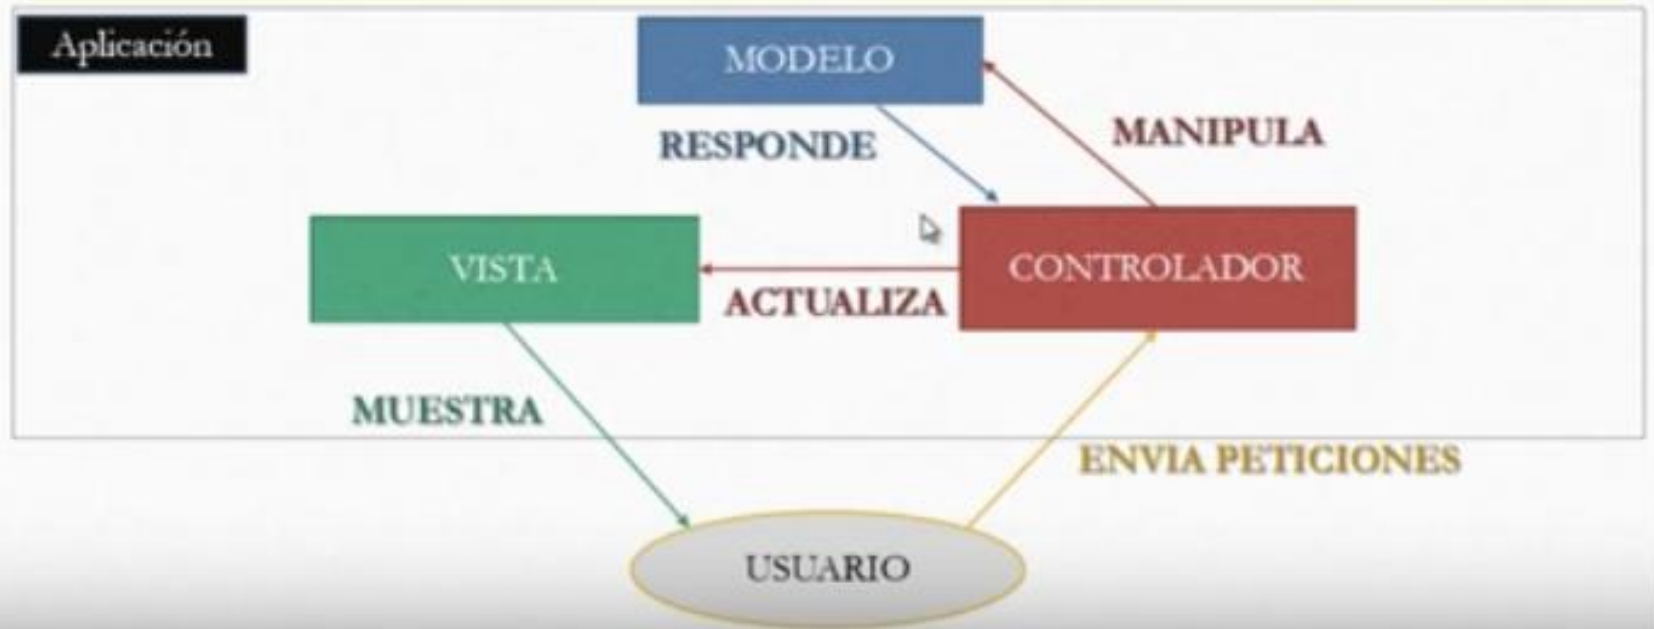 Aplicación
MODELO
RESPONDE
MANIPULA
VISTA
CONTROLADOR
ACTUALIZA
MUESTRA
ENVIA PETICIONES
USUARIO